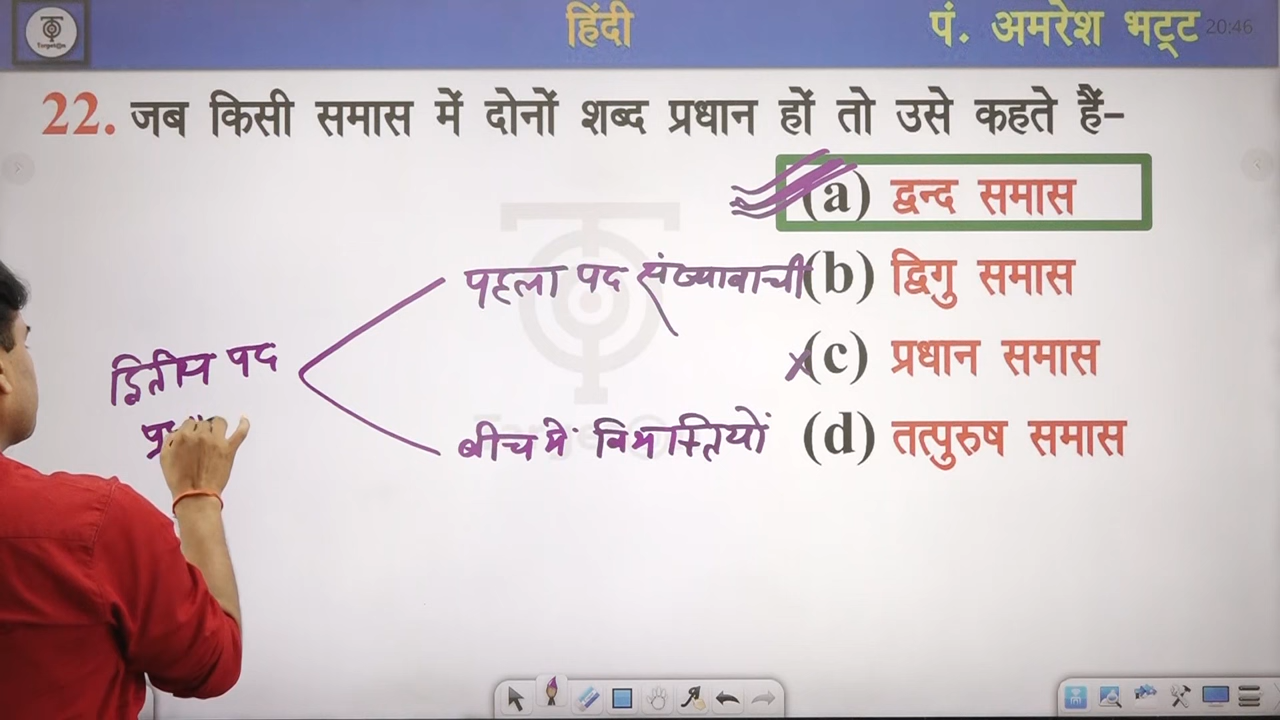 हिंदी
पं. अमरेश भट्ट
20:46
Target@n
22. जब किसी समास में दोनों शब्द प्रधान हों तो उसे कहते हैं–
(a) द्वन्द समास
पहला पद संख्यावाची
(b) द्विगु समास
द्वितीय पद
(c) प्रधान समास
बीच में विभक्तियों
(d) तत्पुरुष समास